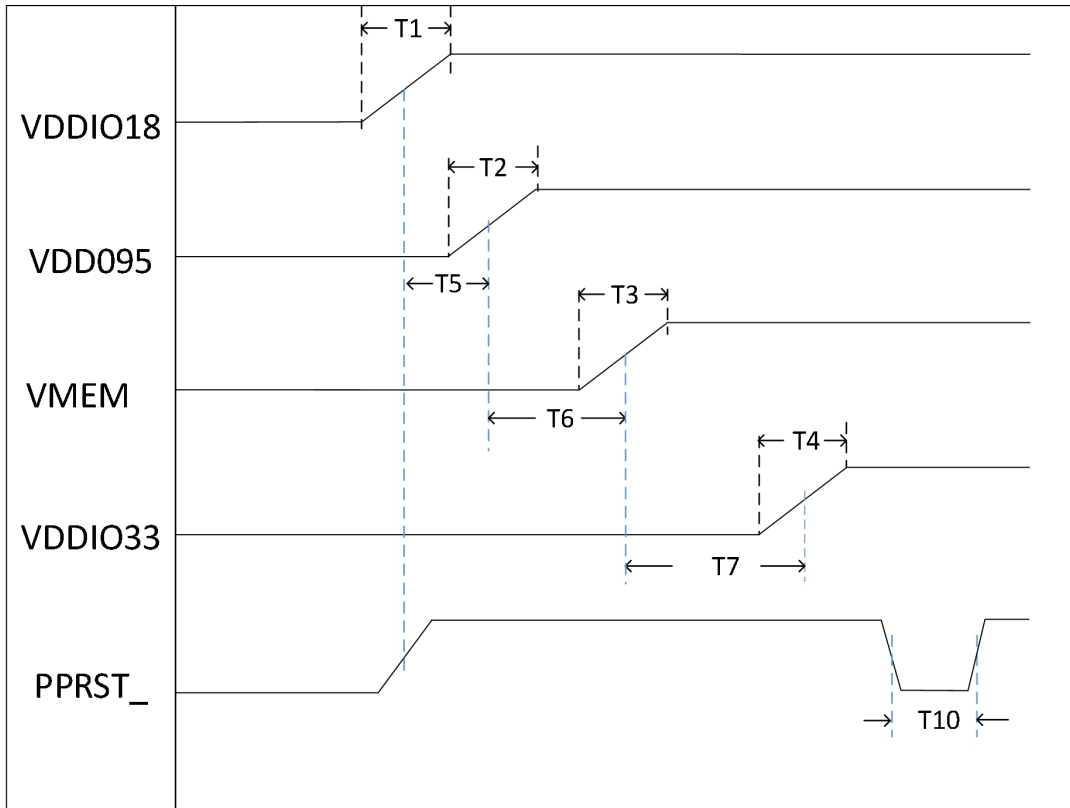 T1
VDDIO18
T2
VDD095
T5
T3
VMEM
T6
T4
VDDIO33
T7
PPRST_
T10